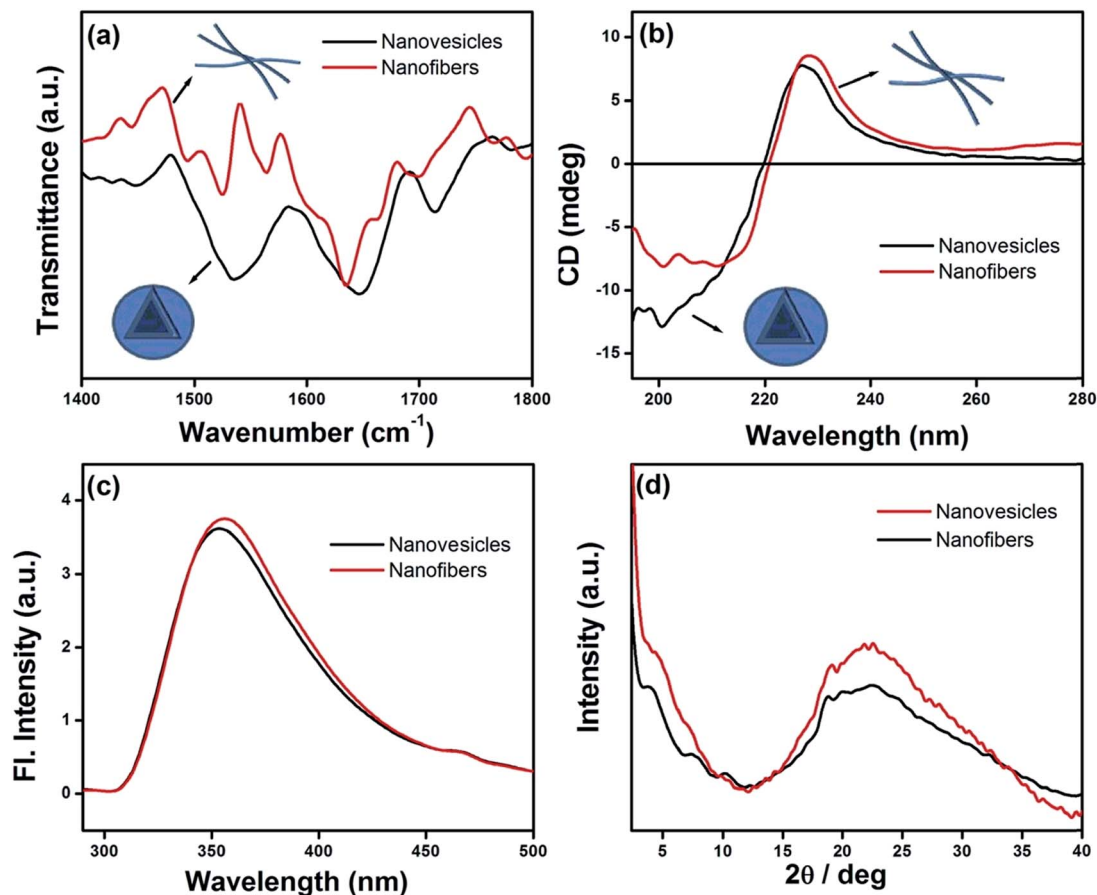 (a)
Nanovesicles
Nanofibers
Transmittance (a.u.)
1400 1500 1600 1700 1800
Wavenumber (cm⁻¹)
(b)
10
5
0
-5
-10
-15
CD (mdeg)
Nanovesicles
Nanofibers
200 220 240 260 280
Wavelength (nm)
(c)
4
3
2
1
0
Fl. Intensity (a.u.)
Nanovesicles
Nanofibers
300 350 400 450 500
Wavelength (nm)
(d)
Nanovesicles
Nanofibers
Intensity (a.u.)
5 10 15 20 25 30 35 40
2θ / deg